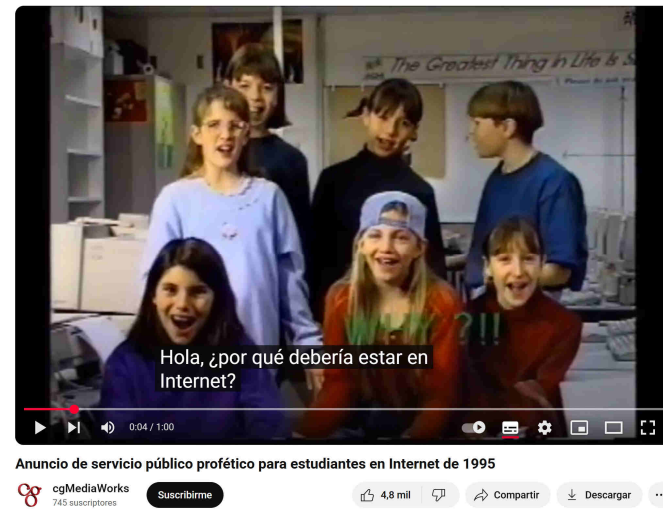 The Greatest Thing in Life Is S
WHY ?!!
Hola, ¿por qué debería estar en
Internet?
0:04 / 1:00
Anuncio de servicio público profético para estudiantes en Internet de 1995
cgMediaWorks
745 suscriptores
Suscribirme
4,8 mil
Compartir
Descargar